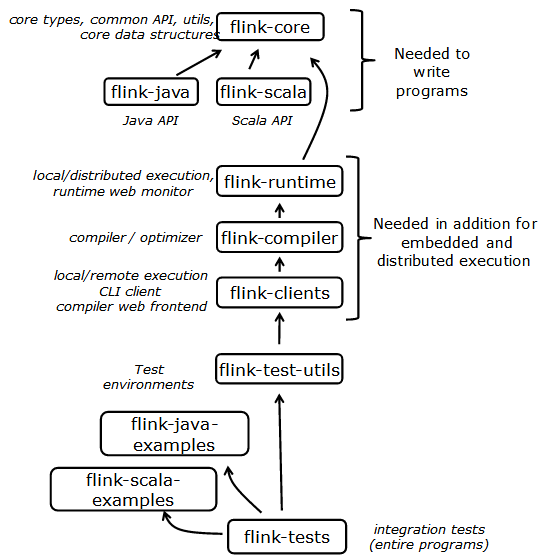 core types, common API, utils,
core data structures
flink-core
Needed to
write
programs
flink-java
flink-scala
Java API
Scala API
local/distributed execution,
runtime web monitor
flink-runtime
compiler / optimizer
flink-compiler
Needed in addition for
embedded and
distributed execution
local/remote execution
CLI client
compiler web frontend
flink-clients
Test
environments
flink-test-utils
flink-java-
examples
flink-scala-
examples
flink-tests
integration tests
(entire programs)